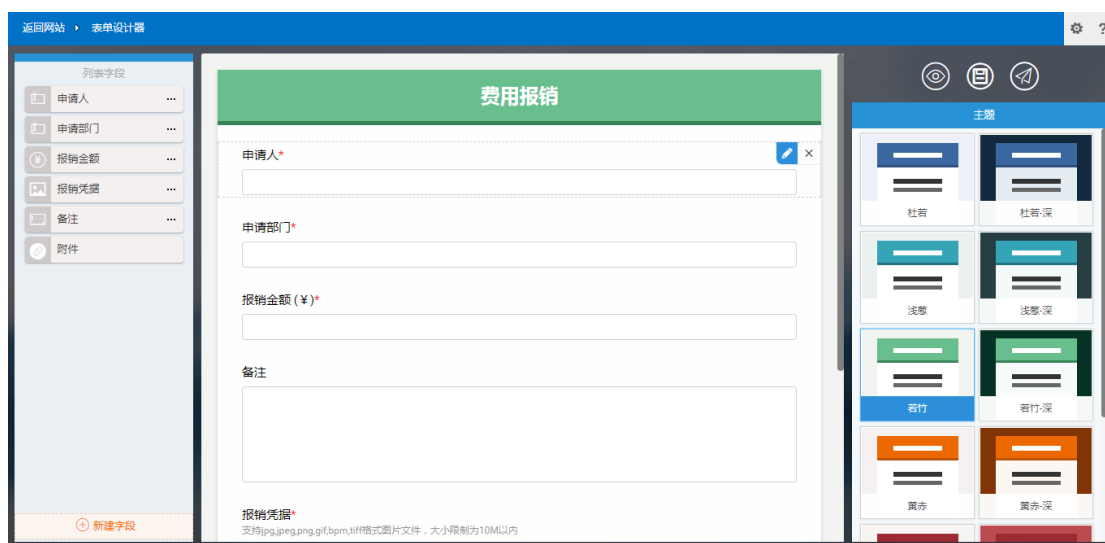 返回网站 › 表单设计器
?
列表字段
申请人 ...
申请部门 ...
报销金额 ...
报销凭据 ...
备注 ...
附件
新建字段
费用报销
申请人*
申请部门*
报销金额 (¥)*
备注
报销凭据*
支持jpg,jpeg,png,gif,bpm,tiff格式图片文件，大小限制为10M以内
主题
杜若
杜若-深
浅葱
浅葱-深
若竹
若竹-深
黄赤
黄赤-深